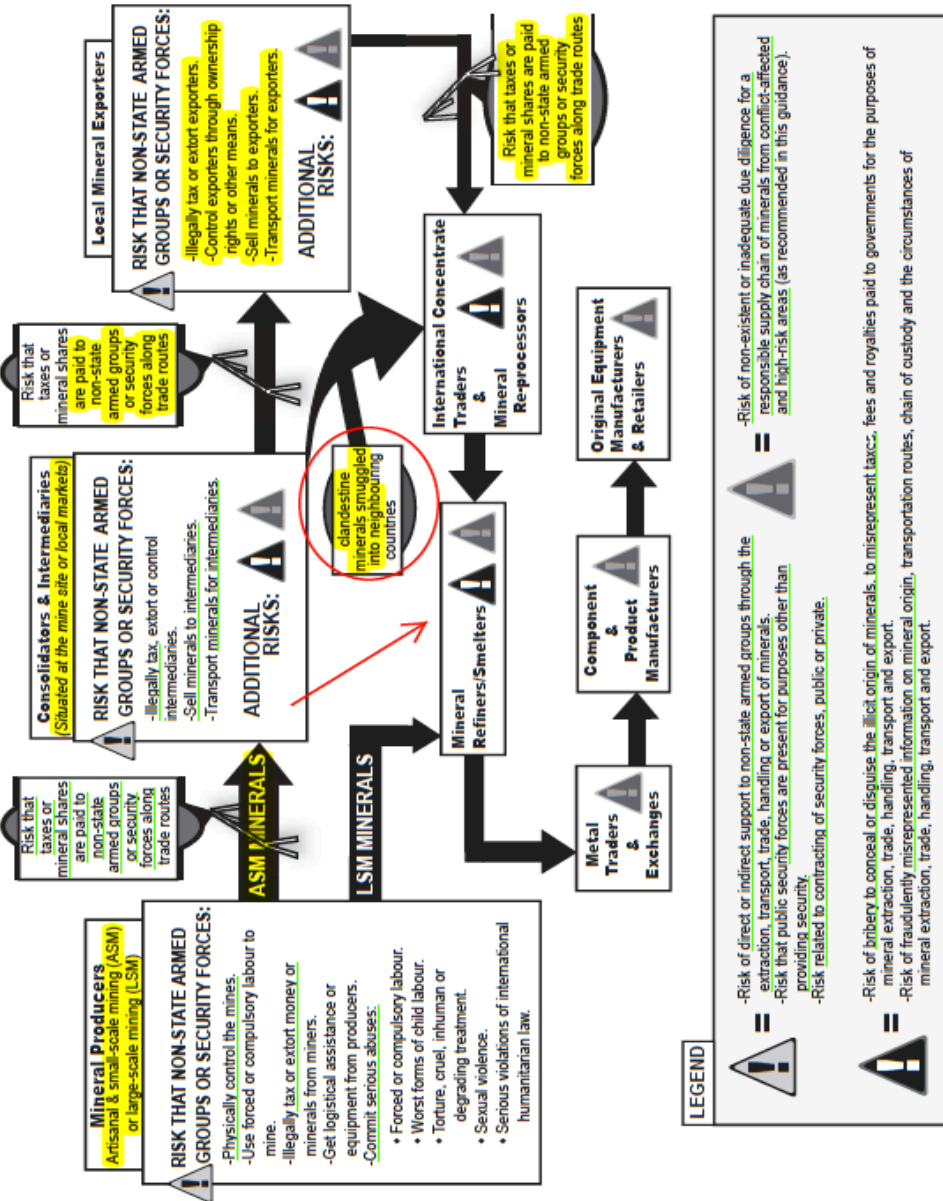 Mineral Producers
Artisanal & small-scale mining (ASM)
or large-scale mining (LSM)
RISK THAT NON-STATE ARMED
GROUPS OR SECURITY FORCES:
-Physically control the mines.
-Use forced or compulsory labour to
mine.
-Illegally tax or extort money or
minerals from miners.
-Get logistical assistance or
equipment from producers.
-Commit serious abuses:
• Forced or compulsory labour.
• Worst forms of child labour.
• Torture, cruel, inhuman or
degrading treatment.
• Sexual violence.
• Serious violations of international
humanitarian law.
Risk that
taxes or
mineral shares
are paid to
non-state
armed groups
or security
forces along
trade routes
ASM MINERALS
LSM MINERALS
Consolidators & Intermediaries
(Situated at the mine site or local markets)
RISK THAT NON-STATE ARMED
GROUPS OR SECURITY FORCES:
-Illegally tax, extort or control
intermediaries.
-Sell minerals to intermediaries.
-Transport minerals for intermediaries.
ADDITIONAL
RISKS:
Risk that
taxes or
mineral shares
are paid to
non-state
armed groups
or security
forces along
trade routes
Local Mineral Exporters
RISK THAT NON-STATE ARMED
GROUPS OR SECURITY FORCES:
-Illegally tax or extort exporters.
-Control exporters through ownership
rights or other means.
-Sell minerals to exporters.
-Transport minerals for exporters.
ADDITIONAL
RISKS:
clandestine
minerals smuggled
into neighbouring
countries
Risk that taxes or
mineral shares are paid
to non-state armed
groups or security
forces along trade routes
Mineral
Refiners/Smelters
International Concentrate
Traders
&
Mineral
Re-processors
Metal
Traders
&
Exchanges
Component
&
Product
Manufacturers
Original Equipment
Manufacturers
& Retailers
LEGEND
! = -Risk of direct or indirect support to non-state armed groups through the
extraction, transport, trade, handling or export of minerals.
-Risk that public security forces are present for purposes other than
providing security.
-Risk related to contracting of security forces, public or private.
! = -Risk of non-existent or inadequate due diligence for a
responsible supply chain of minerals from conflict-affected
and high-risk areas (as recommended in this guidance).
! = -Risk of bribery to conceal or disguise the illicit origin of minerals, to misrepresent taxes, fees and royalties paid to governments for the purposes of
mineral extraction, trade, handling, transport and export.
-Risk of fraudulently misrepresented information on mineral origin, transportation routes, chain of custody and the circumstances of
mineral extraction, trade, handling, transport and export.